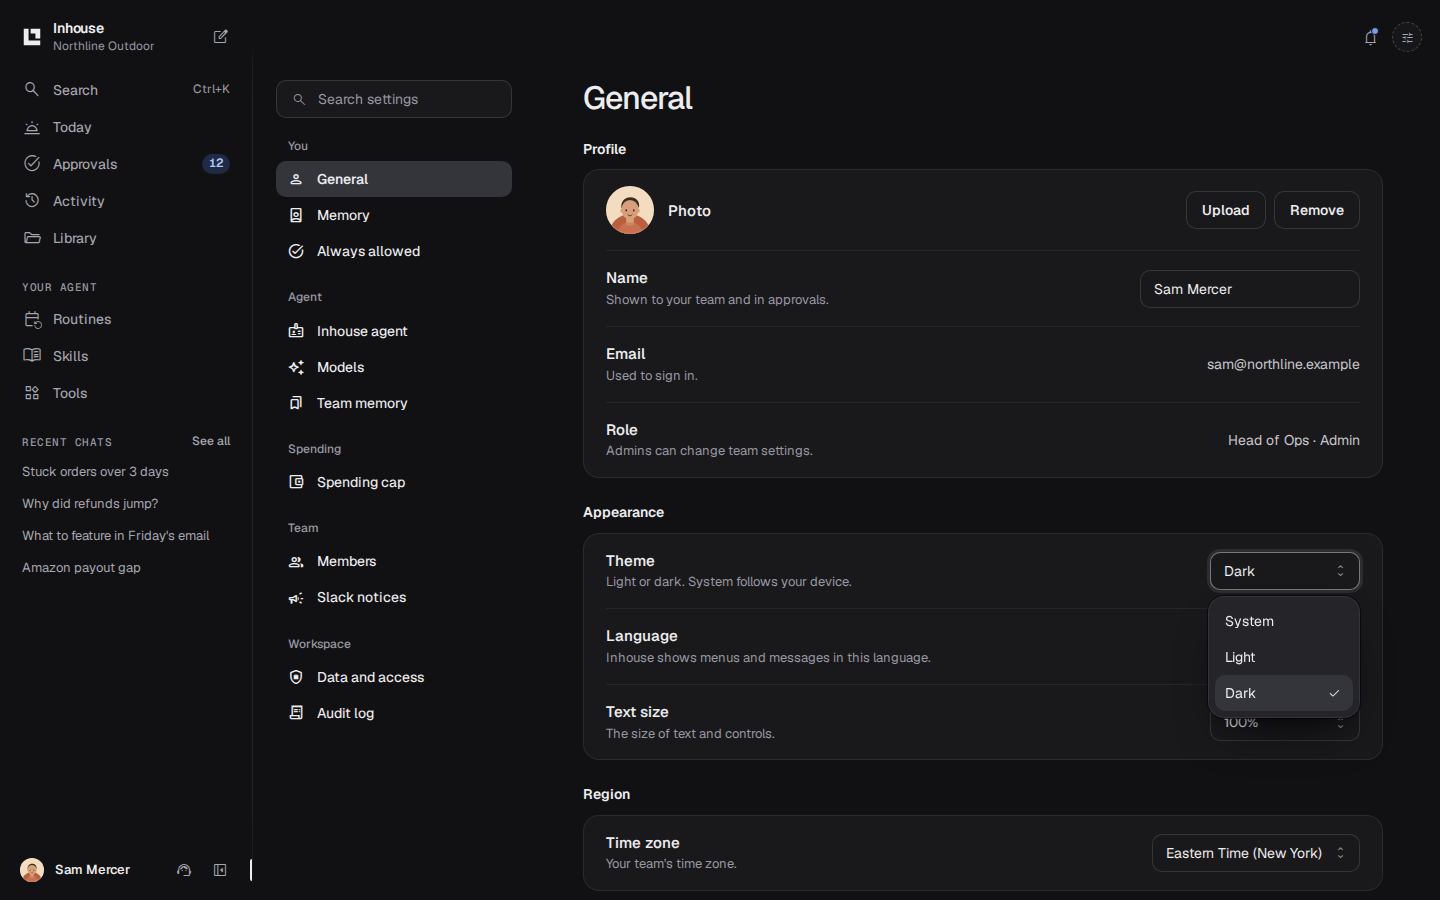 Inhouse
Northline Outdoor
Search Ctrl+K
Today
Approvals 12
Activity
Library
YOUR AGENT
Routines
Skills
Tools
RECENT CHATS See all
Stuck orders over 3 days
Why did refunds jump?
What to feature in Friday's email
Amazon payout gap
Sam Mercer
Search settings
You
General
Memory
Always allowed
Agent
Inhouse agent
Models
Team memory
Spending
Spending cap
Team
Members
Slack notices
Workspace
Data and access
Audit log
General
Profile
Photo Upload Remove
Name
Shown to your team and in approvals.
Sam Mercer
Email
Used to sign in.
sam@northline.example
Role
Admins can change team settings.
Head of Ops · Admin
Appearance
Theme
Light or dark. System follows your device.
Dark
System
Light
Dark
Language
Inhouse shows menus and messages in this language.
Text size
The size of text and controls.
100%
Region
Time zone
Your team's time zone.
Eastern Time (New York)